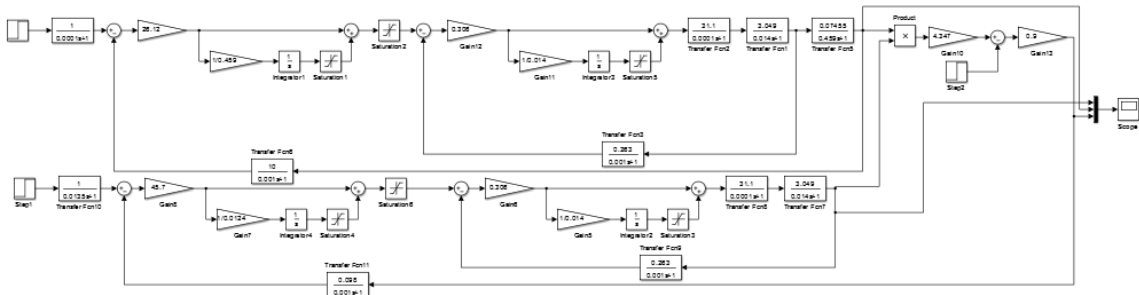 1
0.0001s+1
26.12
1/0.459
1
s
Integrator1
Saturation1
Saturation2
0.306
Gain12
1/0.014
Gain11
1
s
Integrator3
Saturation5
31.1
0.0001s+1
Transfer Fcn2
3.049
0.014s+1
Transfer Fcn1
0.07455
0.459s+1
Transfer Fcn5
Product
×
4.347
Gain10
Step2
0.9
Gain13
Scope
Transfer Fcn3
0.263
0.001s+1
Transfer Fcn6
10
0.001s+1
Step1
1
0.0125s+1
Transfer Fcn10
45.7
Gain8
1/0.0124
Gain7
1
s
Integrator4
Saturation4
Saturation6
0.306
Gain6
1/0.014
Gain5
1
s
Integrator2
Saturation3
31.1
0.0001s+1
Transfer Fcn8
3.049
0.014s+1
Transfer Fcn7
Transfer Fcn9
0.263
0.001s+1
Transfer Fcn11
0.098
0.001s+1